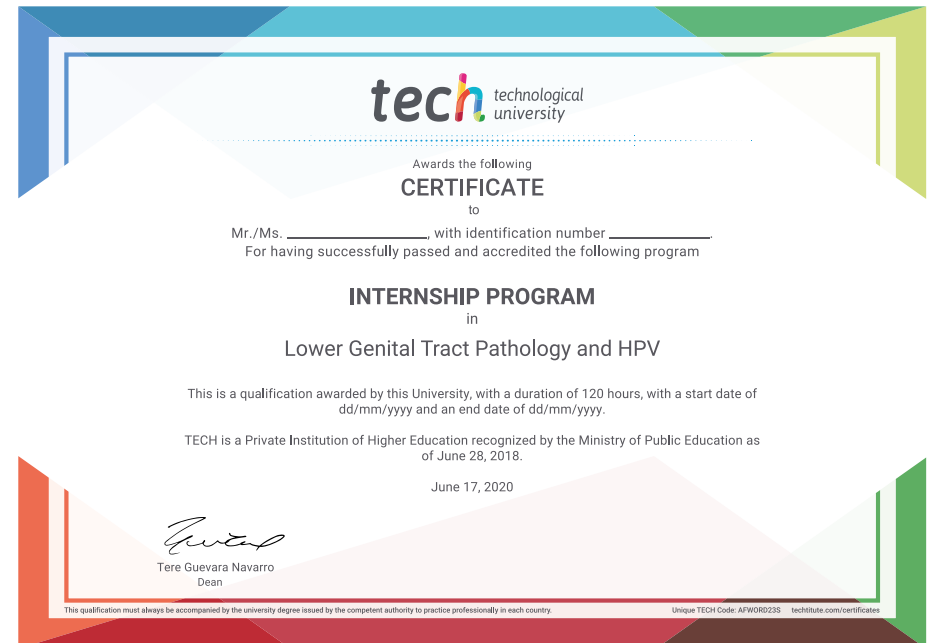 tech technological
university
Awards the following
CERTIFICATE
to
Mr./Ms. ____________, with identification number ____________.
For having successfully passed and accredited the following program
INTERNSHIP PROGRAM
in
Lower Genital Tract Pathology and HPV
This is a qualification awarded by this University, with a duration of 120 hours, with a start date of
dd/mm/yyyy and an end date of dd/mm/yyyy.
TECH is a Private Institution of Higher Education recognized by the Ministry of Public Education as
of June 28, 2018.
June 17, 2020
Tere Guevara Navarro
Dean
This qualification must always be accompanied by the university degree issued by the competent authority to practice professionally in each country.
Unique TECH Code: AFWORD23S techtitute.com/certificates